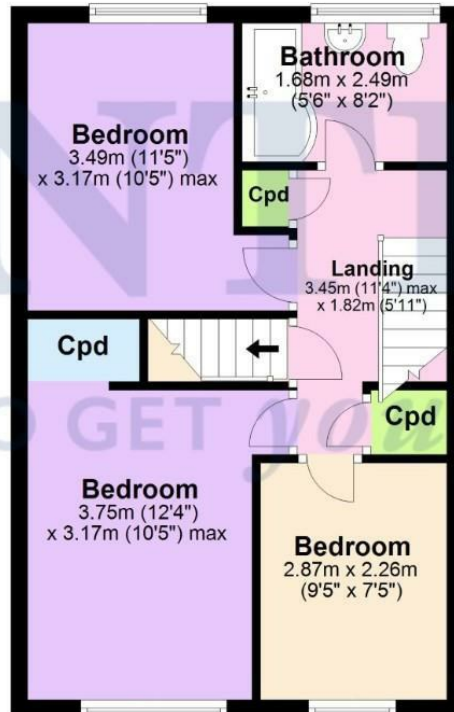 Bathroom
1.68m x 2.49m
(5'6" x 8'2")
Bedroom
3.49m (11'5")
x 3.17m (10'5") max
Cpd
Landing
3.45m (11'4") max
x 1.82m (5'11")
Cpd
Cpd
O GET you
Bedroom
3.75m (12'4")
x 3.17m (10'5") max
Bedroom
2.87m x 2.26m
(9'5" x 7'5")